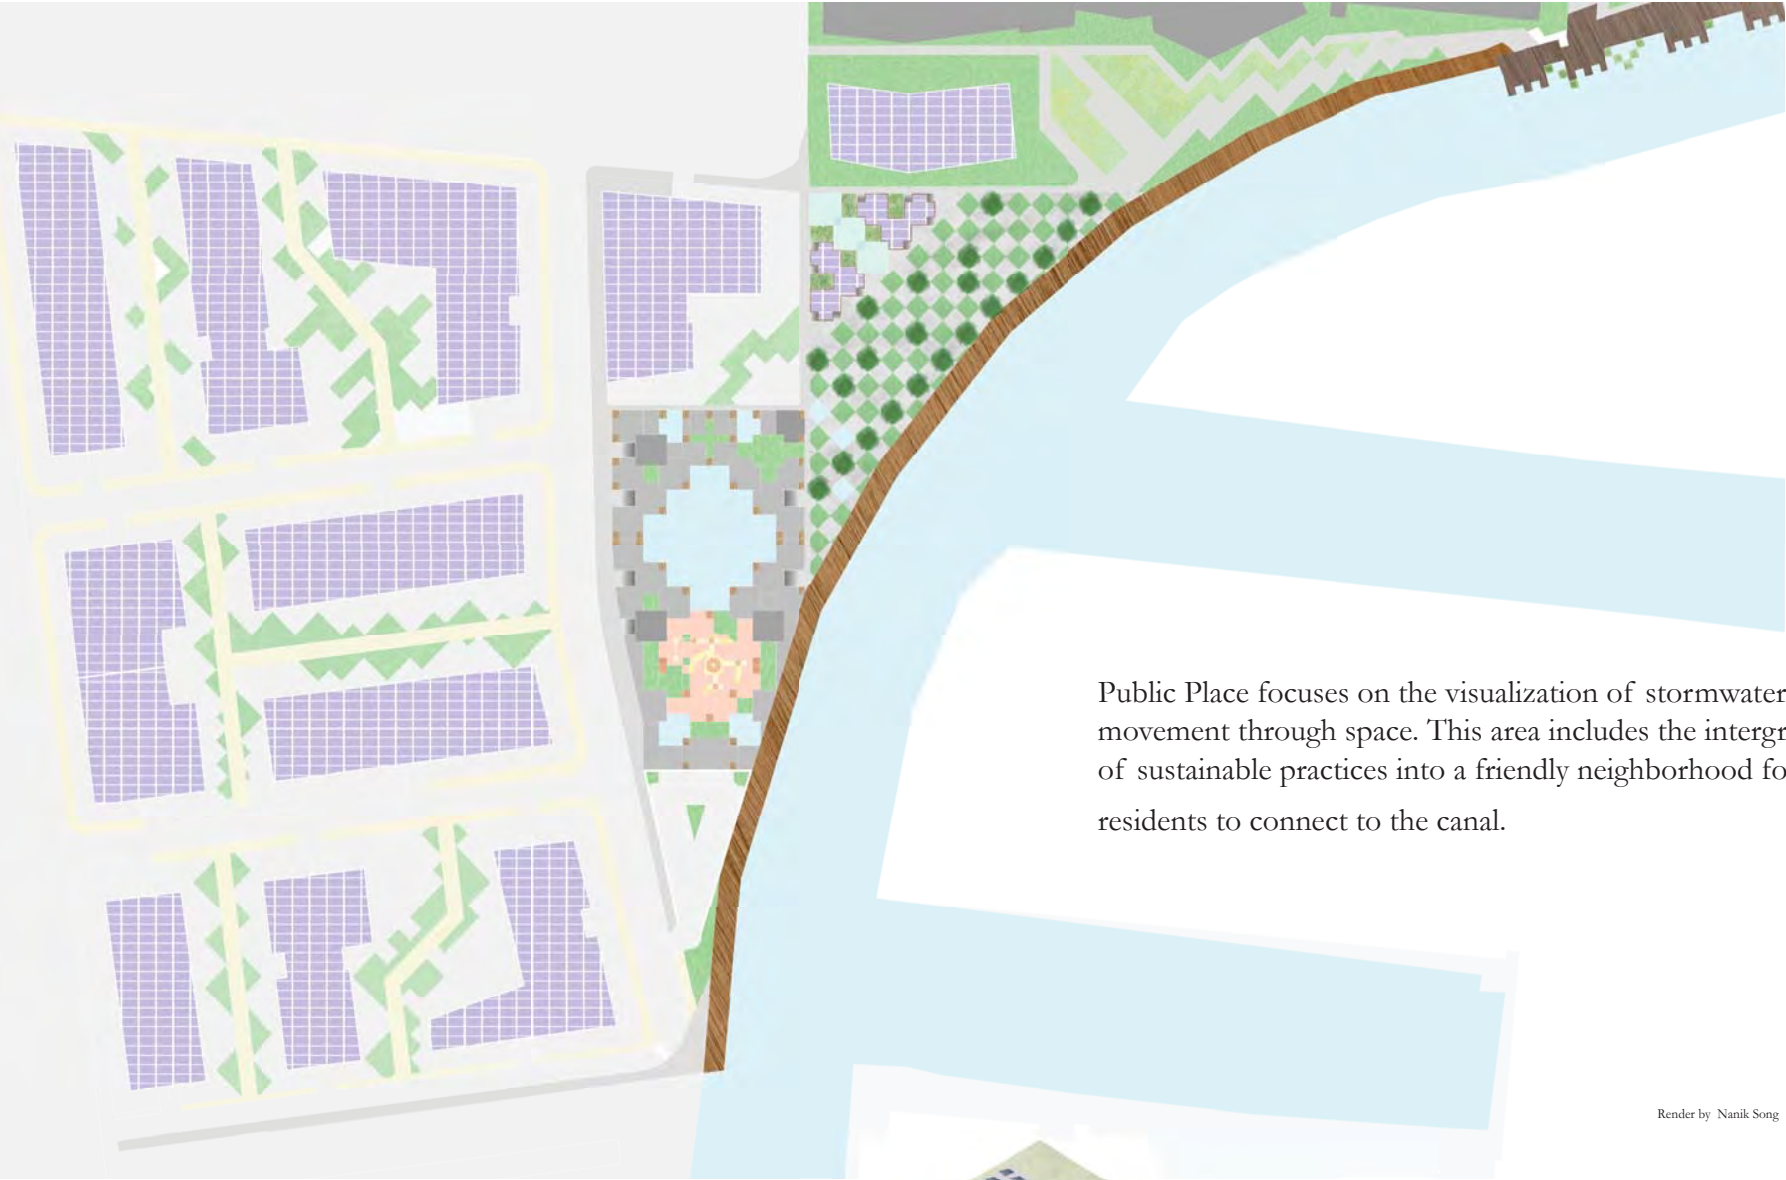 Public Place focuses on the visualization of stormwater
movement through space. This area includes the intergr
of sustainable practices into a friendly neighborhood fo
residents to connect to the canal.
Render by Nanik Song